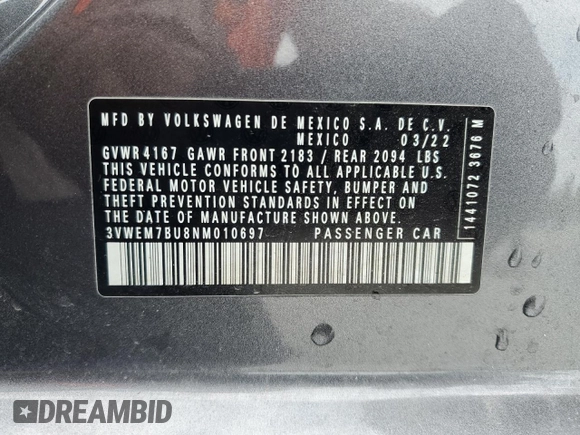 MFD BY VOLKSWAGEN DE MEXICO S.A. DE C.V.
MEXICO 03/22
GVWR 4167 GAWR FRONT 2183 / REAR 2094 LBS
THIS VEHICLE CONFORMS TO ALL APPLICABLE U.S.
FEDERAL MOTOR VEHICLE SAFETY, BUMPER AND
THEFT PREVENTION STANDARDS IN EFFECT ON
THE DATE OF MANUFACTURE SHOWN ABOVE.
3VWEM7BU8NM010697 PASSENGER CAR
1441072 3676 M
DREAMBID